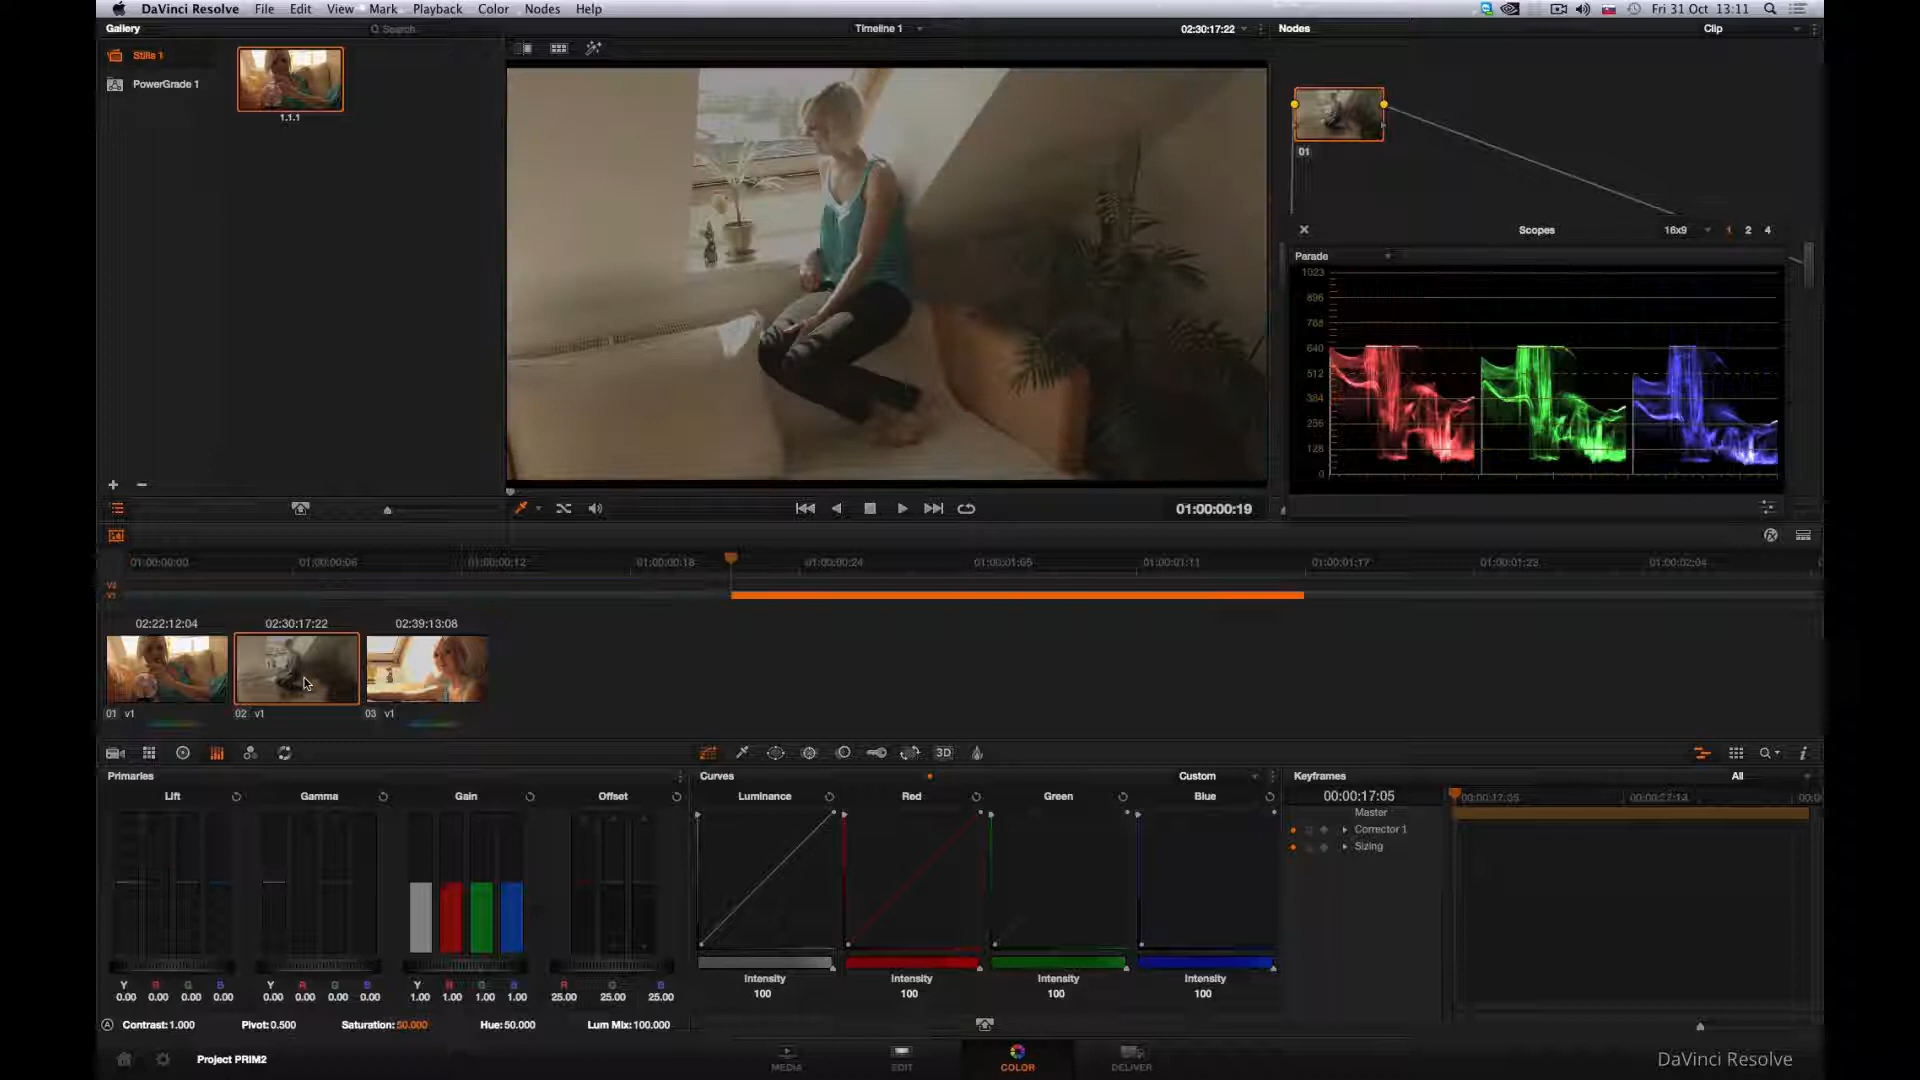 DaVinci Resolve File Edit View Mark Playback Color Nodes Help Fri 31 Oct 13:11
Gallery Search Timeline 1 02:30:17:22 Nodes Clip
Stills 1
PowerGrade 1
1.1.1
01
Scopes 16x9 1 2 4
Parade
1023
896
768
640
512
384
256
128
0
01:00:00:19
01:00:00:00 01:00:00:06 01:00:00:12 01:00:00:18 01:00:00:24 01:00:01:05 01:00:01:11 01:00:01:17 01:00:01:23 01:00:02:04
V2
V1
02:22:12:04 02:30:17:22 02:39:13:08
01 v1 02 v1 03 v1
3D
Primaries Curves Custom Keyframes All
Lift Gamma Gain Offset Luminance Red Green Blue
00:00:17:05 00:00:17:05
Master
Corrector 1
Sizing
Intensity Intensity Intensity Intensity
100 100 100 100
Y R G B Y R G B Y R G B R G B
0.00 0.00 0.00 0.00 0.00 0.00 0.00 0.00 1.00 1.00 1.00 1.00 25.00 25.00 25.00
A Contrast:1.000 Pivot:0.500 Saturation:50.000 Hue:50.000 Lum Mix:100.000
Project PRIM2 MEDIA EDIT COLOR DELIVER DaVinci Resolve